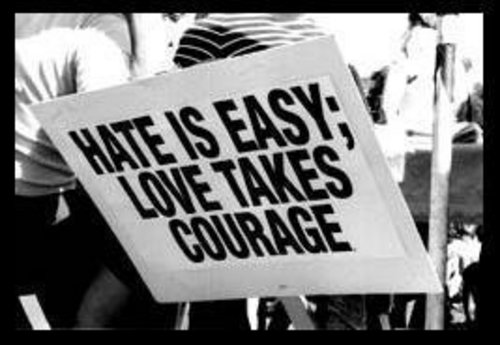 HATE IS EASY;
LOVE TAKES
COURAGE